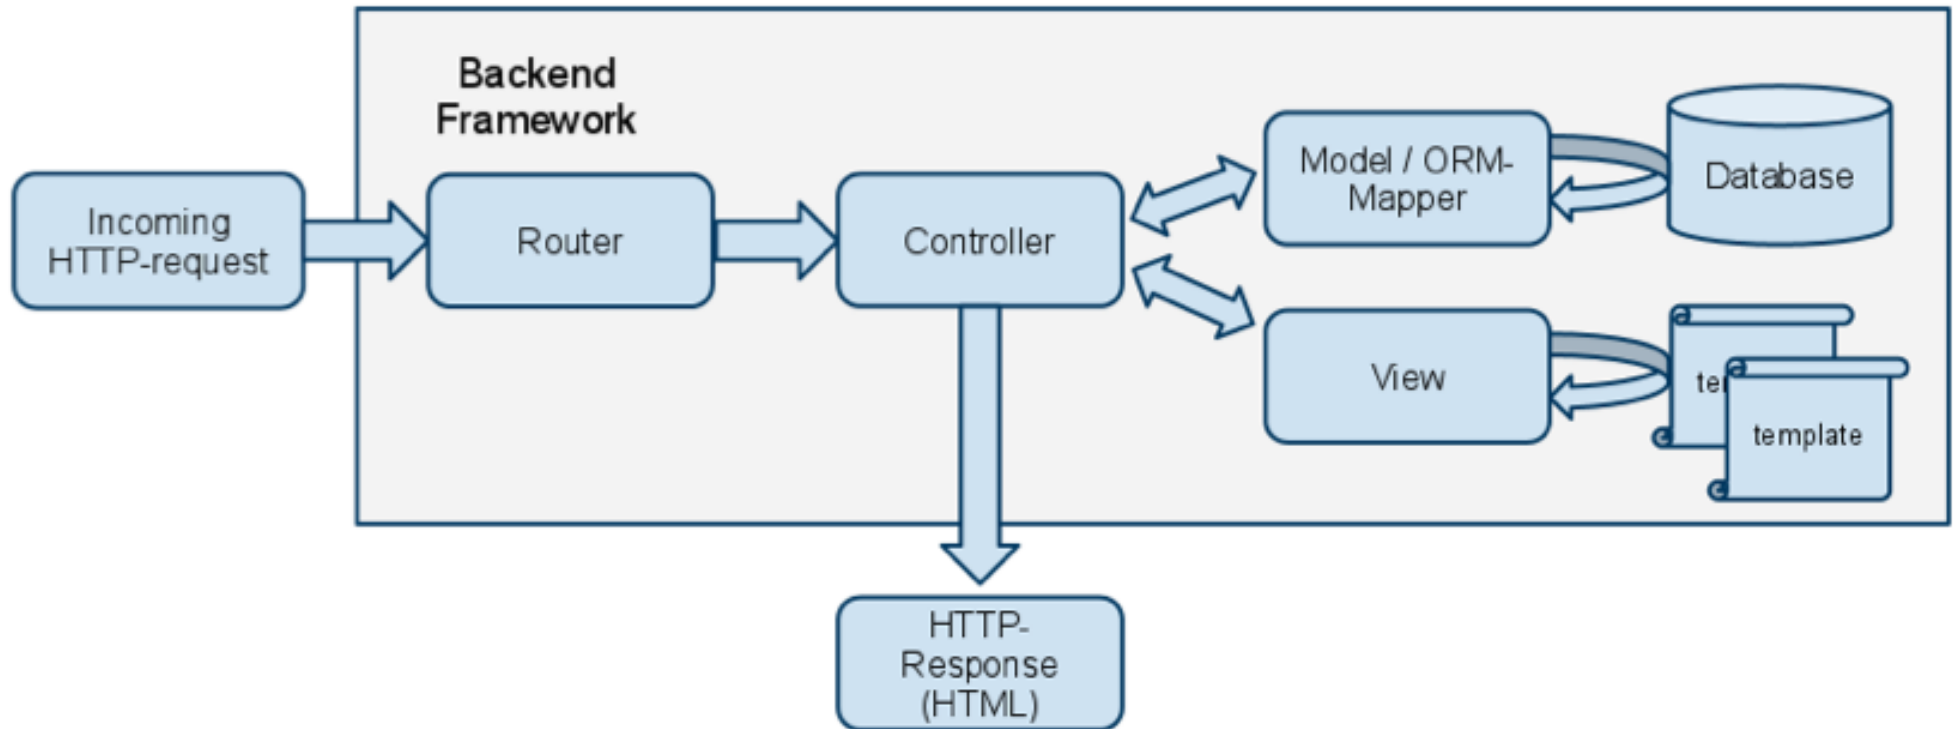 Backend
Framework
Incoming
HTTP-request
Router
Controller
Model / ORM-
Mapper
Database
View
template
HTTP-
Response
(HTML)